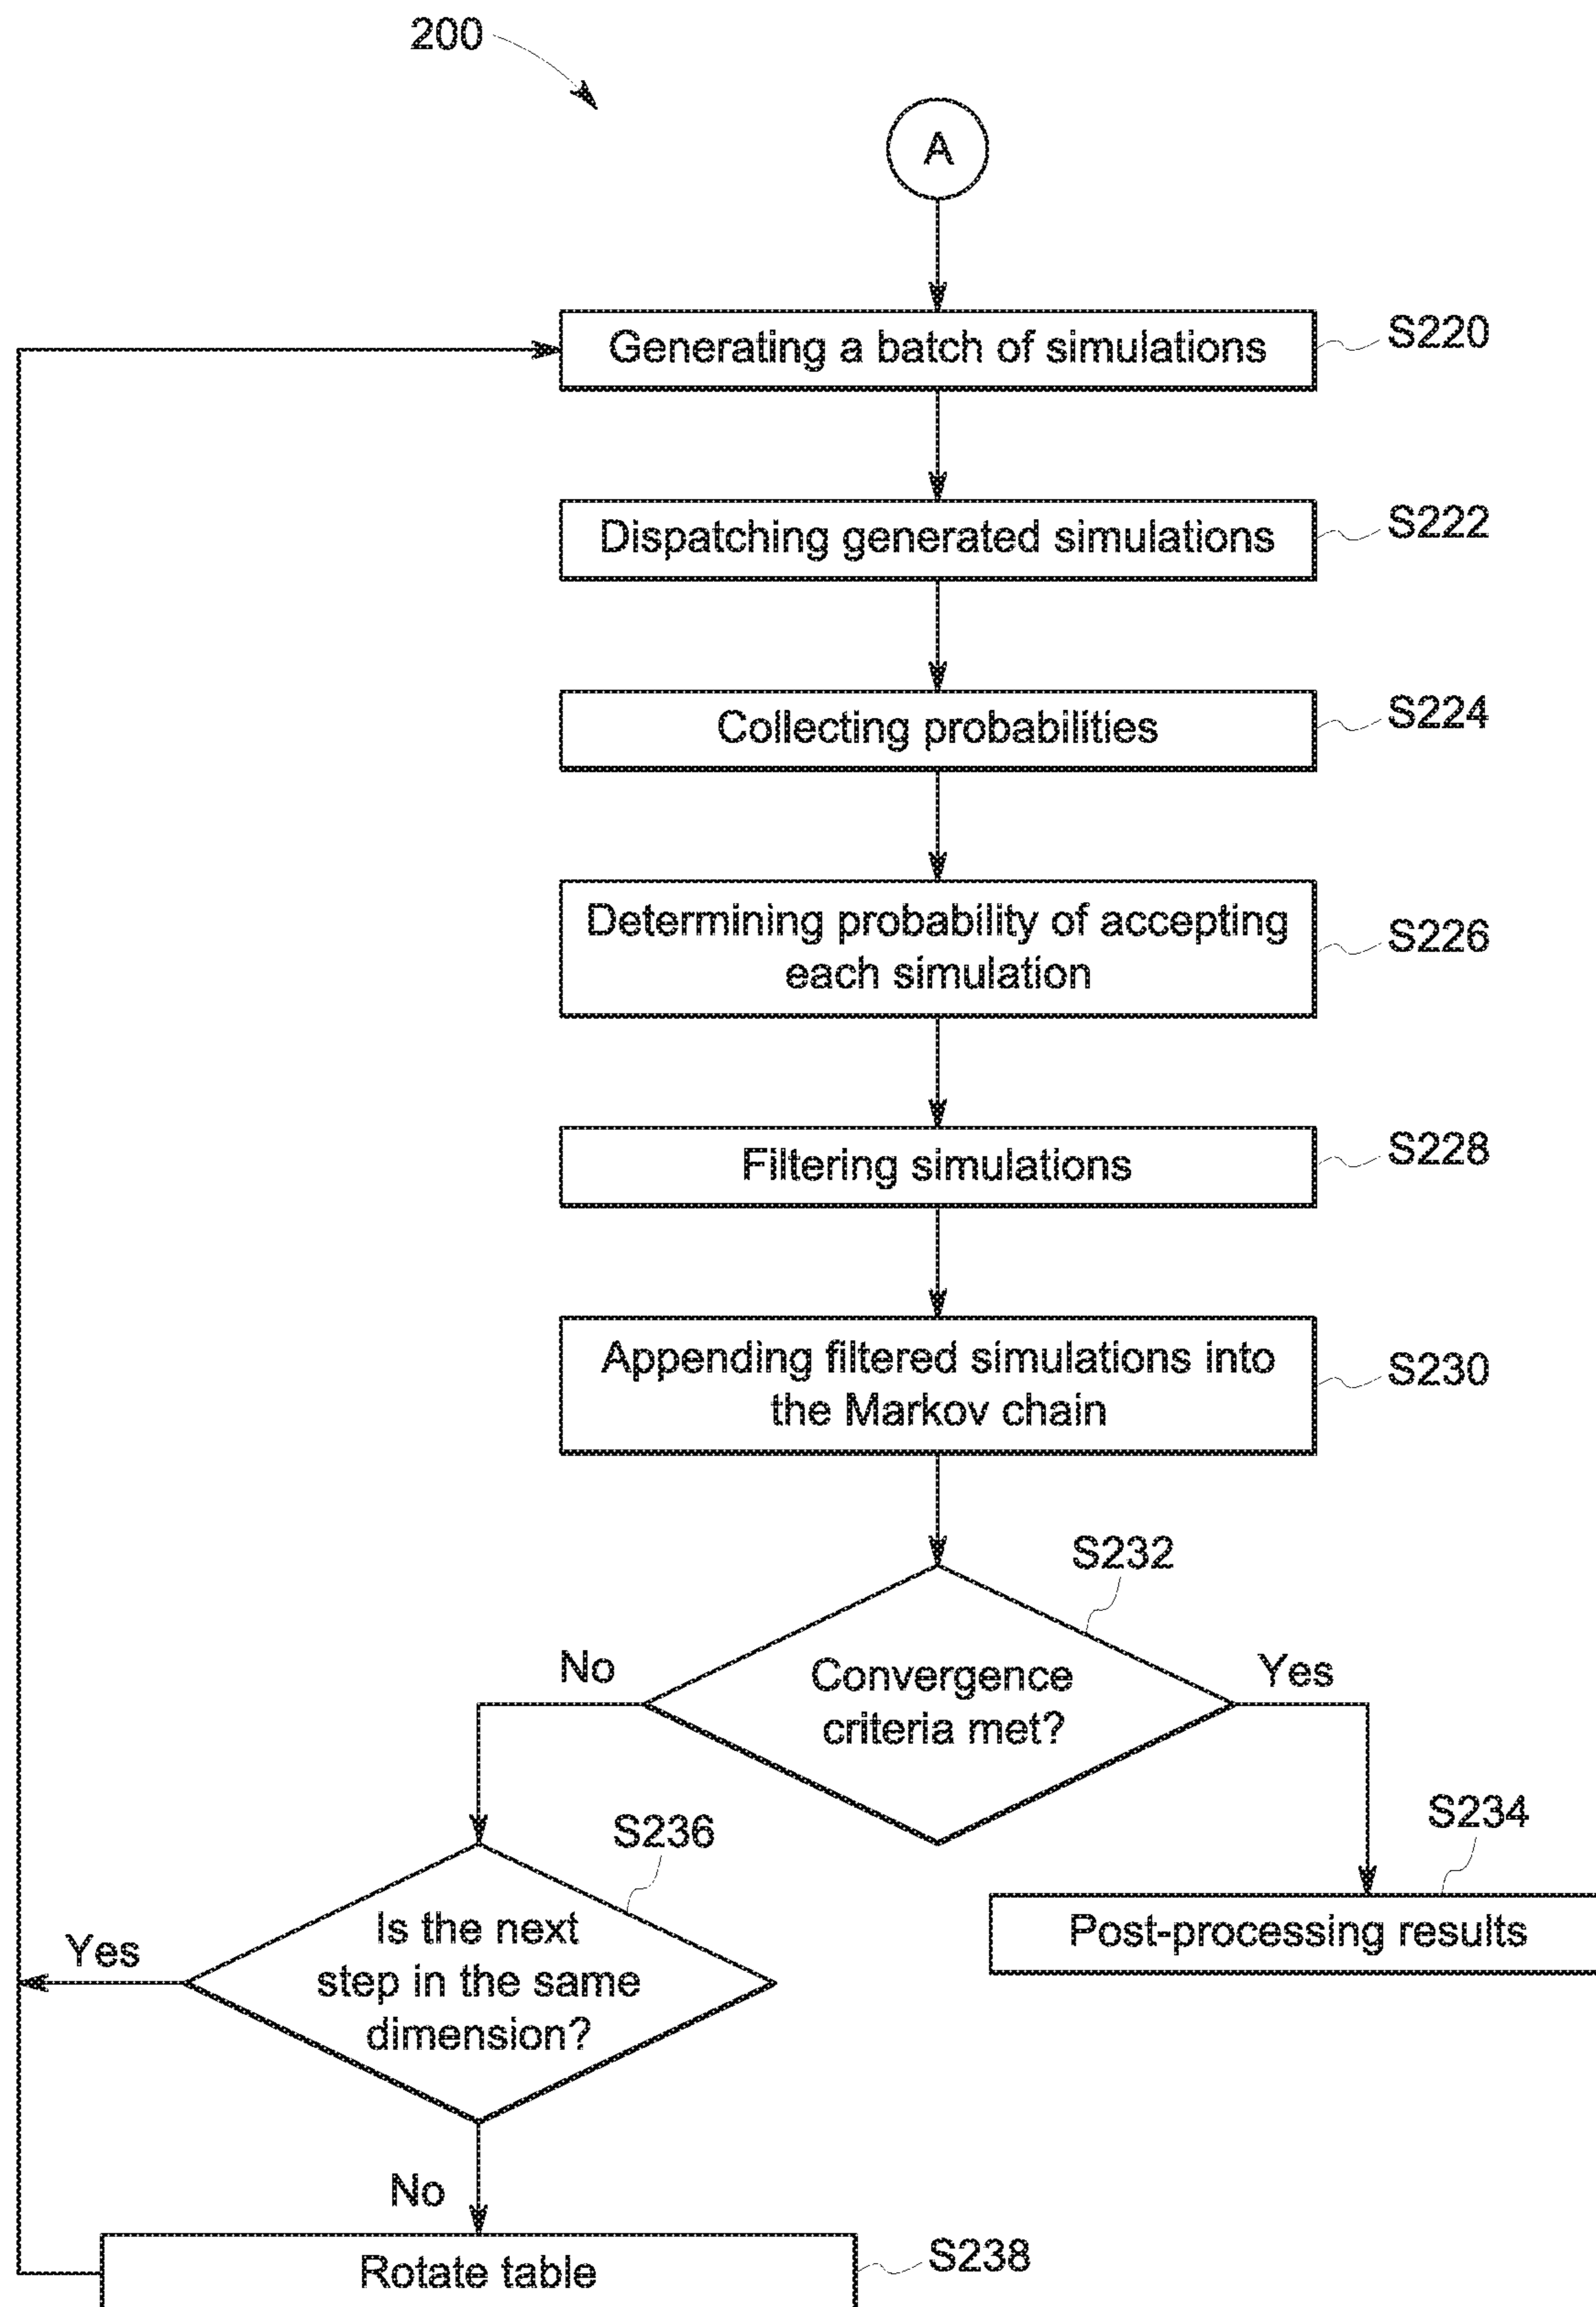 200
A
Generating a batch of simulations
S220
Dispatching generated simulations
S222
Collecting probabilities
S224
Determining probability of accepting
each simulation
S226
Filtering simulations
S228
Appending filtered simulations into
the Markov chain
S230
S232
Convergence
criteria met?
No
Yes
S234
Post-processing results
S236
Is the next
step in the same
dimension?
Yes
No
Rotate table
S238